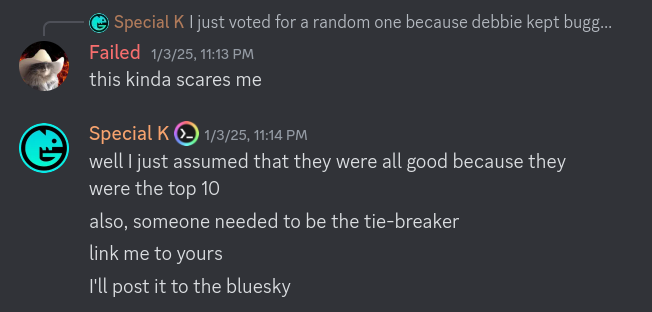 Special K I just voted for a random one because debbie kept bugg...
Failed 1/3/25, 11:13 PM
this kinda scares me
Special K 1/3/25, 11:14 PM
well I just assumed that they were all good because they
were the top 10
also, someone needed to be the tie-breaker
link me to yours
I'll post it to the bluesky